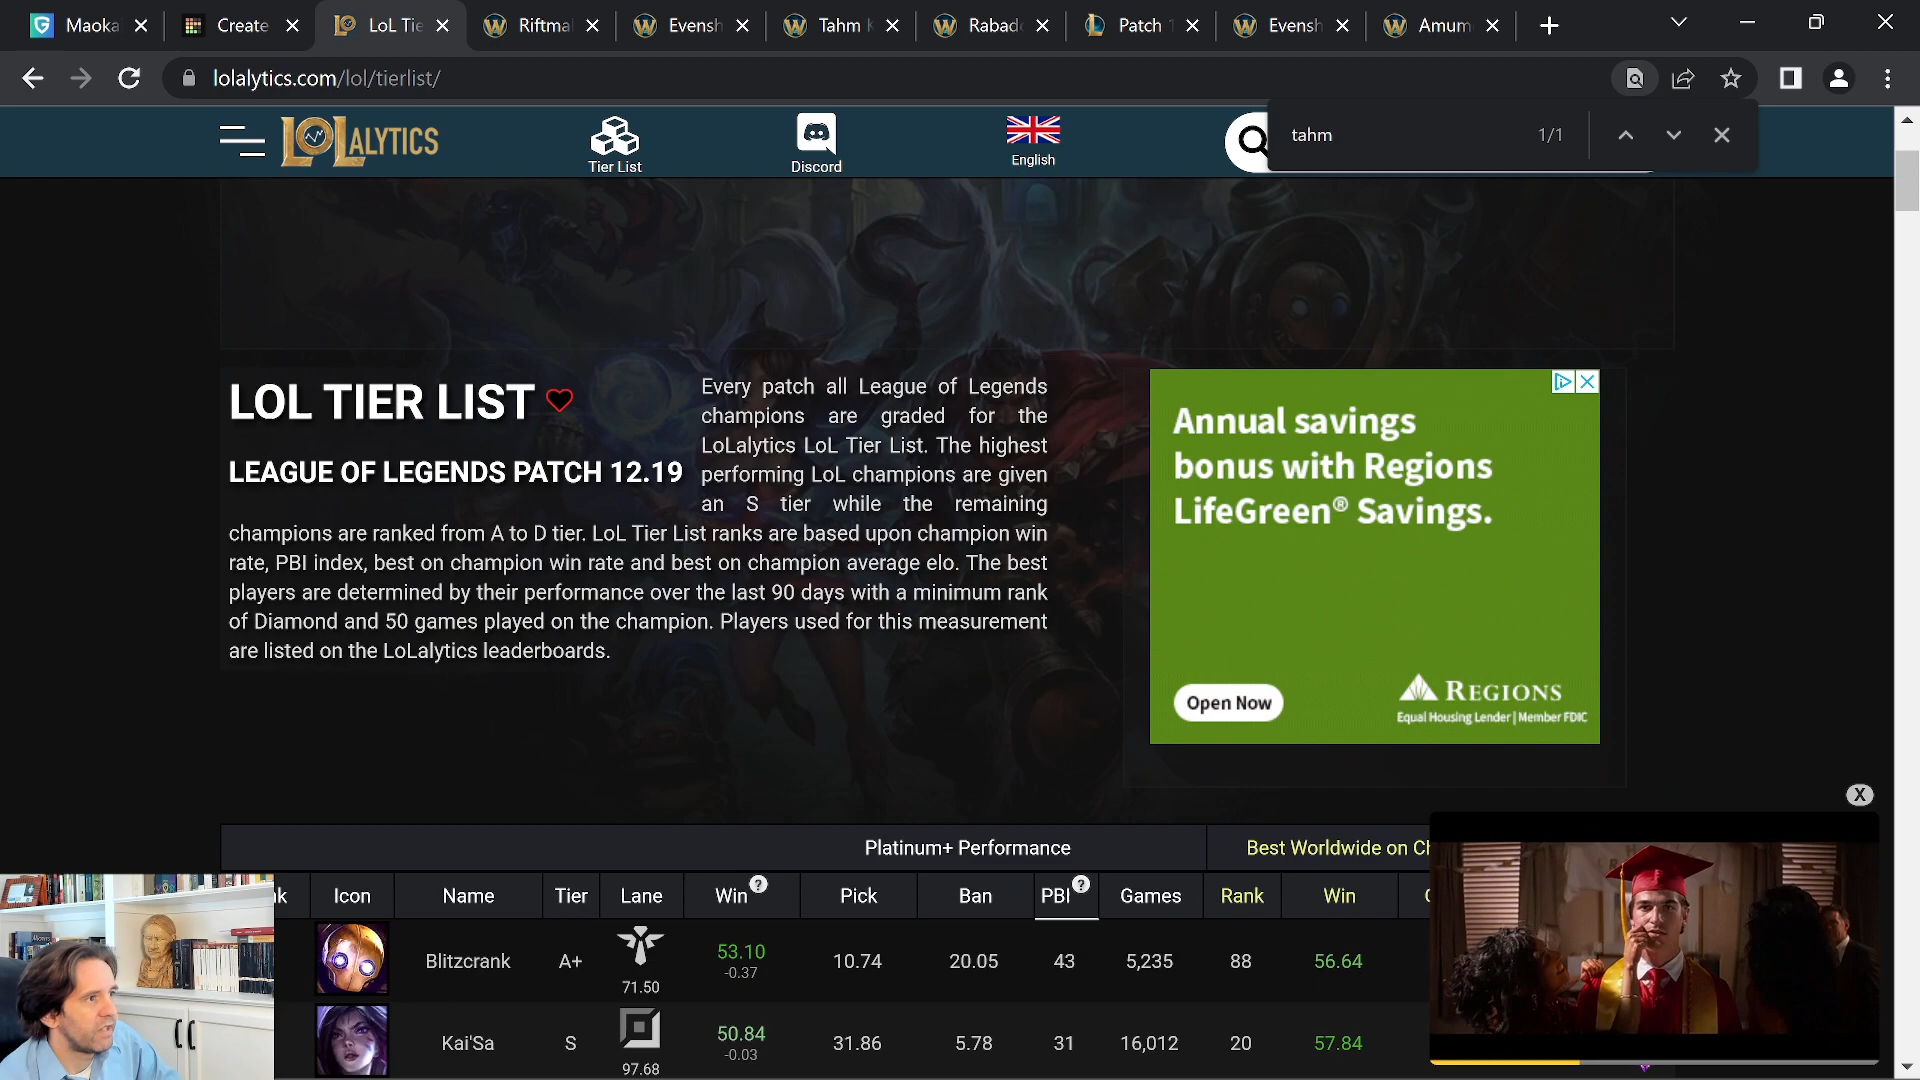 Maoka
Create
LoL Tie
Riftma
Evensh
Tahm
Rabad
Patch
Evensh
Amum
lolalytics.com/lol/tierlist/
tahm
1/1
LOLALYTICS
Tier List
Discord
English
LOL TIER LIST
LEAGUE OF LEGENDS PATCH 12.19
Every patch all League of Legends
champions are graded for the
LoLalytics LoL Tier List. The highest
performing LoL champions are given
an S tier while the remaining
champions are ranked from A to D tier. LoL Tier List ranks are based upon champion win
rate, PBI index, best on champion win rate and best on champion average elo. The best
players are determined by their performance over the last 90 days with a minimum rank
of Diamond and 50 games played on the champion. Players used for this measurement
are listed on the LoLalytics leaderboards.
Annual savings
bonus with Regions
LifeGreen® Savings.
Open Now
REGIONS
Equal Housing Lender | Member FDIC
X
Platinum+ Performance
Best Worldwide on Ch
Icon Name Tier Lane Win ? Pick Ban PBI ? Games Rank Win
Blitzcrank A+ 71.50 53.10 -0.37 10.74 20.05 43 5,235 88 56.64
Kai'Sa S 97.68 50.84 -0.03 31.86 5.78 31 16,012 20 57.84